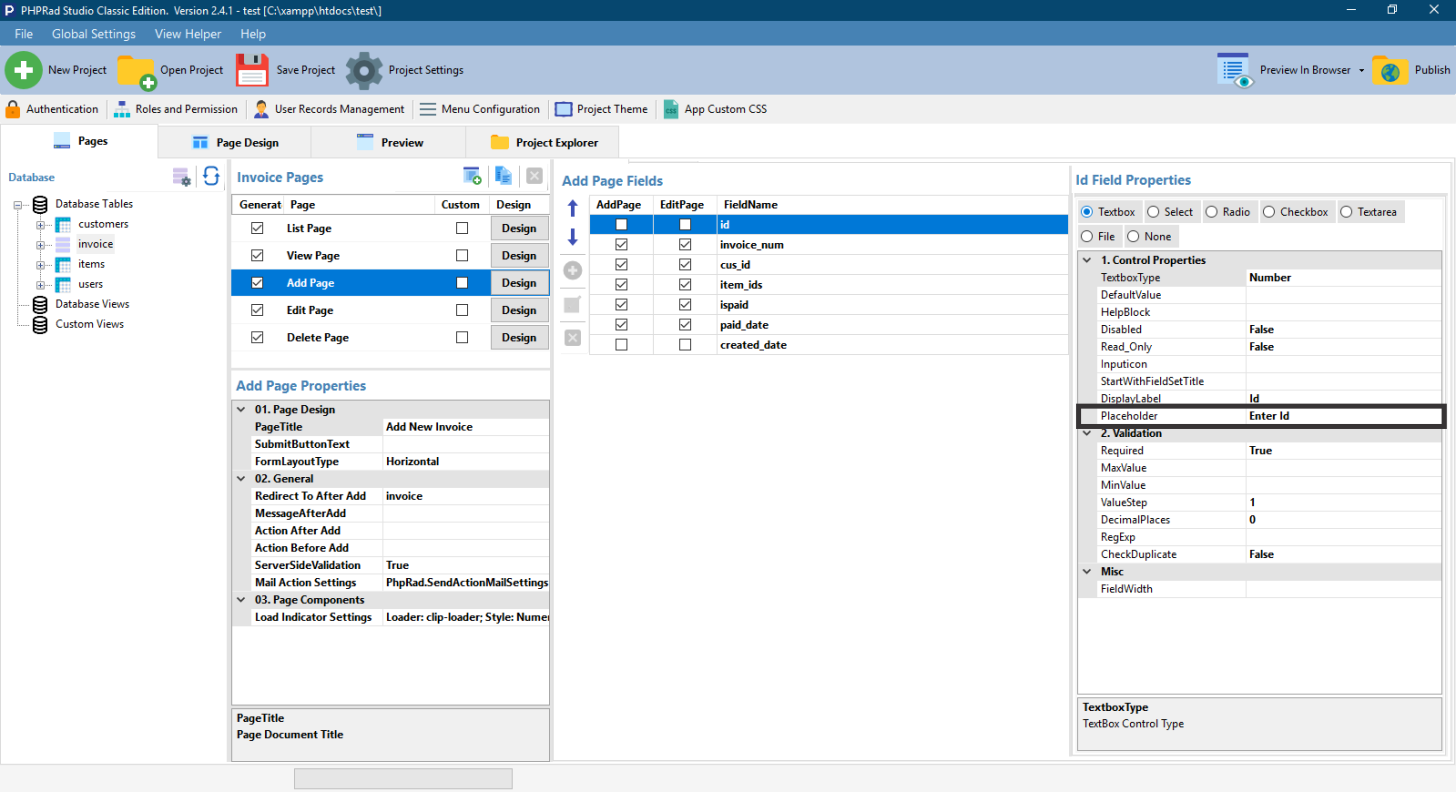 PHPRad Studio Classic Edition. Version 2.4.1 - test [C:\xampp\htdocs\test\]
File Global Settings View Helper Help
New Project Open Project Save Project Project Settings Preview In Browser Publish
Authentication Roles and Permission User Records Management Menu Configuration Project Theme App Custom CSS
Pages Page Design Preview Project Explorer
Database
Database Tables
customers
invoice
items
users
Database Views
Custom Views
Invoice Pages
Generat Page Custom Design
List Page Design
View Page Design
Add Page Design
Edit Page Design
Delete Page Design
Add Page Properties
01. Page Design
PageTitle Add New Invoice
SubmitButtonText
FormLayoutType Horizontal
02. General
Redirect To After Add invoice
MessageAfterAdd
Action After Add
Action Before Add
ServerSideValidation True
Mail Action Settings PhpRad.SendActionMailSettings
03. Page Components
Load Indicator Settings Loader: clip-loader; Style: Numer
PageTitle
Page Document Title
Add Page Fields
AddPage EditPage FieldName
id
invoice_num
cus_id
item_ids
ispaid
paid_date
created_date
Id Field Properties
Textbox Select Radio Checkbox Textarea
File None
1. Control Properties
TextboxType Number
DefaultValue
HelpBlock
Disabled False
Read_Only False
Inputicon
StartWithFieldSetTitle
DisplayLabel Id
Placeholder Enter Id
2. Validation
Required True
MaxValue
MinValue
ValueStep 1
DecimalPlaces 0
RegExp
CheckDuplicate False
Misc
FieldWidth
TextboxType
TextBox Control Type